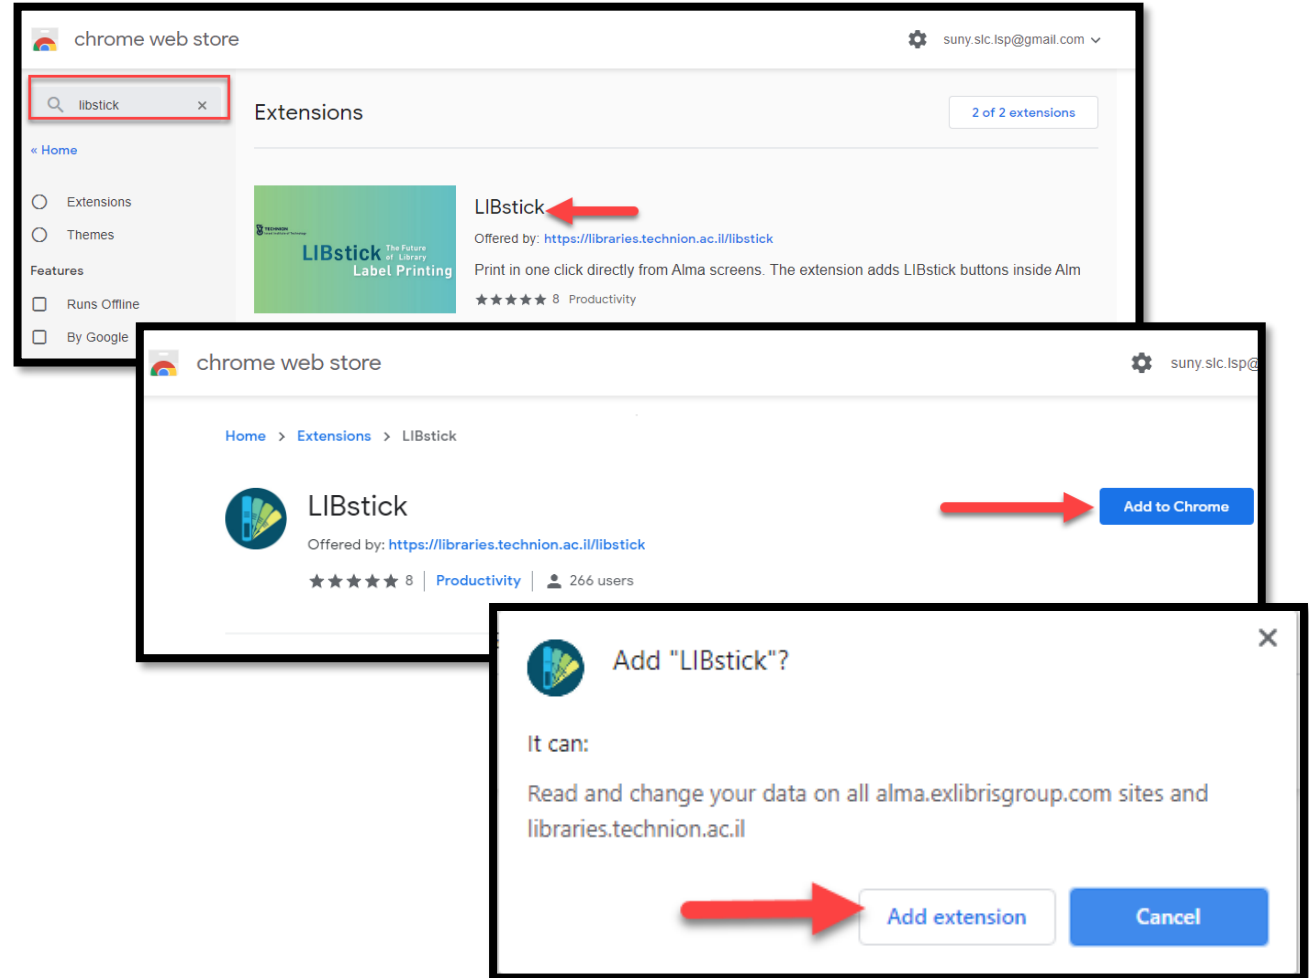 chrome web store
suny.slc.lsp@gmail.com
libstick
Extensions
2 of 2 extensions
« Home
Extensions
Themes
Features
Runs Offline
By Google
TECHNION
LIBstick The Future
of Library
Label Printing
LIBstick
Offered by: https://libraries.technion.ac.il/libstick
Print in one click directly from Alma screens. The extension adds LIBstick buttons inside Alm
8 Productivity
chrome web store
suny.slc.lsp@
Home > Extensions > LIBstick
LIBstick
Add to Chrome
Offered by: https://libraries.technion.ac.il/libstick
8 Productivity 266 users
Add "LIBstick"?
It can:
Read and change your data on all alma.exlibrisgroup.com sites and
libraries.technion.ac.il
Add extension
Cancel